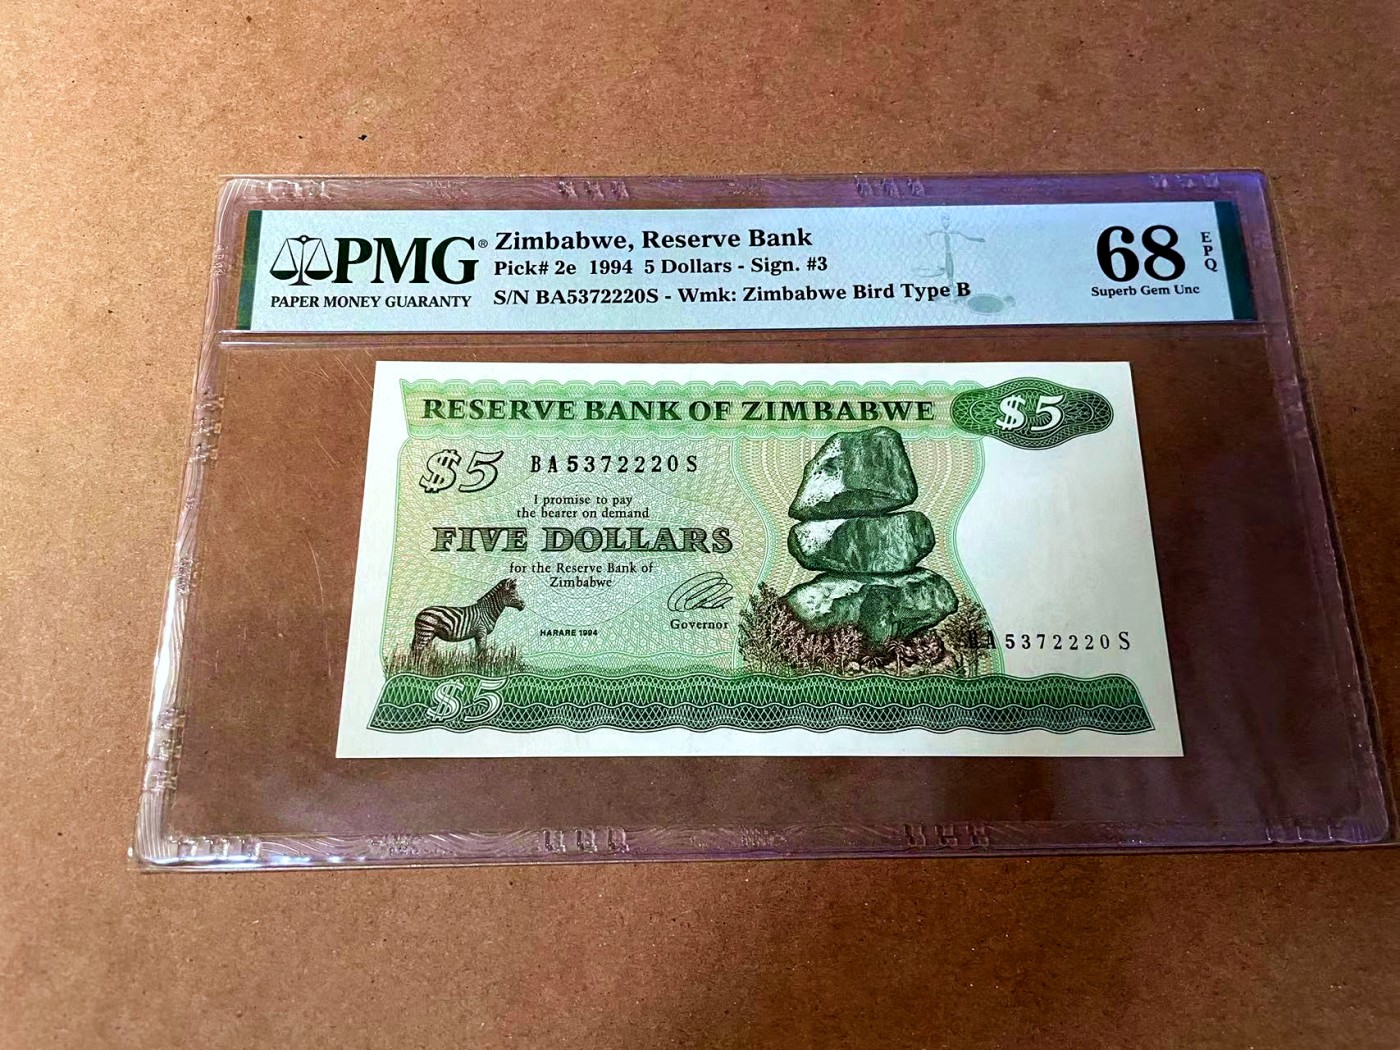 PMG®
PAPER MONEY GUARANTY
Zimbabwe, Reserve Bank
Pick# 2e 1994 5 Dollars - Sign. #3
S/N BA5372220S - Wmk: Zimbabwe Bird Type B
68
EPQ
Superb Gem Unc
RESERVE BANK OF ZIMBABWE
$5
$5
BA5372220S
I promise to pay
the bearer on demand
FIVE DOLLARS
for the Reserve Bank of
Zimbabwe
Governor
HARARE 1994
BA5372220S
$5